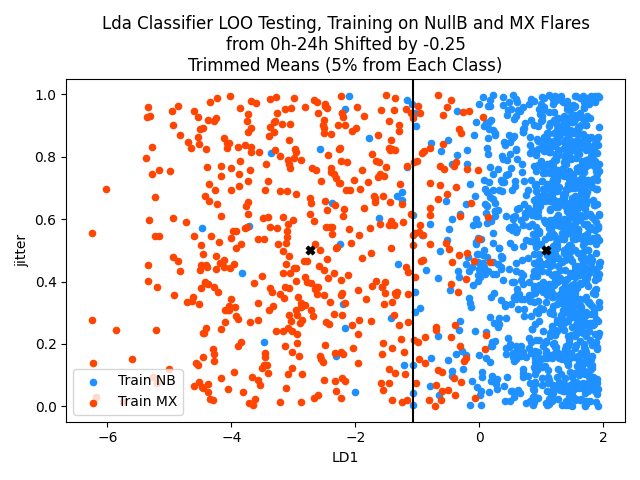 Lda Classifier LOO Testing, Training on NullB and MX Flares
from 0h-24h Shifted by -0.25
Trimmed Means (5% from Each Class)
jitter
1.0
0.8
0.6
0.4
0.2
0.0
Train NB
Train MX
−6
−4
−2
0
2
LD1